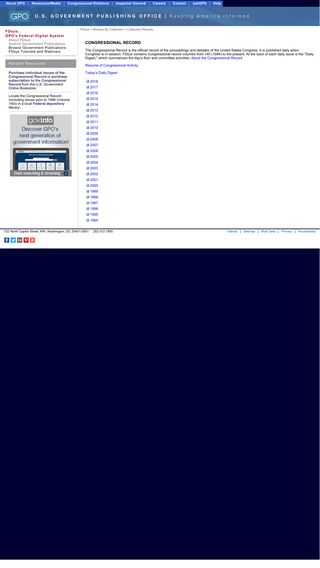 About GPO | Newsroom/Media | Congressional Relations | Inspector General | Careers | Contact | askGPO | Help
GPO U.S. GOVERNMENT PUBLISHING OFFICE | Keeping America Informed
FDsys:
GPO's Federal Digital System
About FDsys
Search Government Publications
Browse Government Publications
FDsys Tutorials and Webinars
Related Resources
Purchase individual issues of the
Congressional Record or purchase
subscription to the Congressional
Record from the U.S. Government
Online Bookstore.
Locate the Congressional Record
(including issues prior to 1994 (Volume
140)) in a local Federal depository
library.
govinfo
Discover GPO's
next generation of
government information!
Start searching & browsing
FDsys > Browse By Collection > Collection Results
CONGRESSIONAL RECORD
The Congressional Record is the official record of the proceedings and debates of the United States Congress. It is published daily when
Congress is in session. FDsys contains Congressional Record volumes from 140 (1994) to the present. At the back of each daily issue is the "Daily
Digest," which summarizes the day's floor and committee activities. About the Congressional Record.
Resume of Congressional Activity
Today's Daily Digest
2018
2017
2016
2015
2014
2013
2012
2011
2010
2009
2008
2007
2006
2005
2004
2003
2002
2001
2000
1999
1998
1997
1996
1995
1994
732 North Capitol Street, NW, Washington, DC 20401-0001 202.512.1800
GitHub | Sitemap | Bulk Data | Privacy | Accessibility